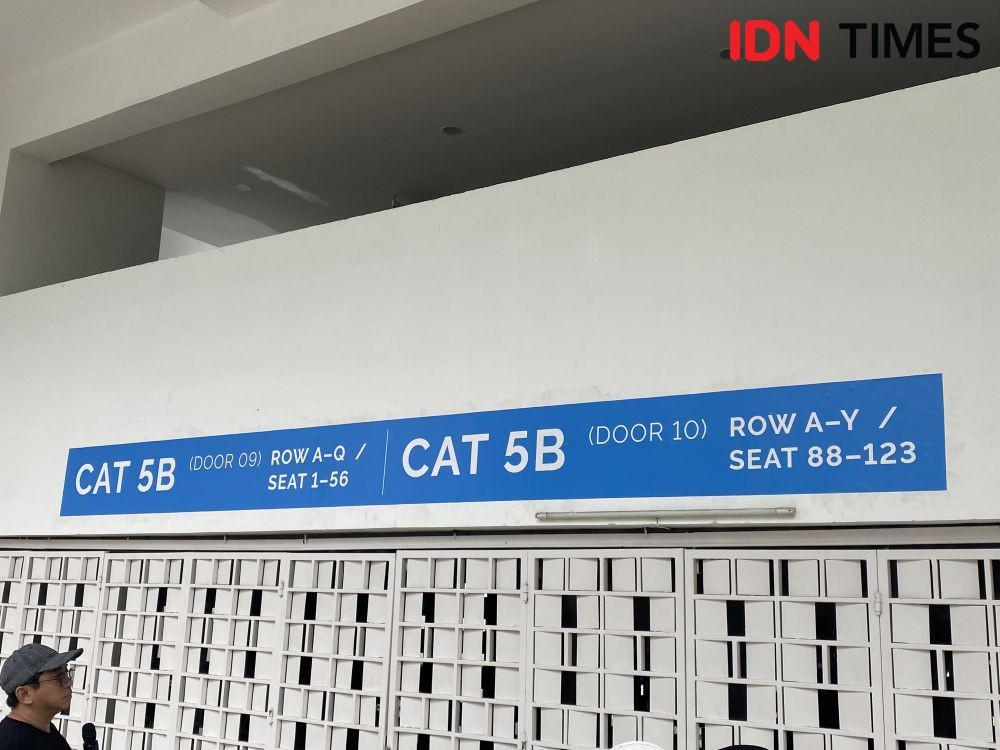 IDN TIMES
CAT 5B (DOOR 09) ROW A–Q /
SEAT 1–56
CAT 5B (DOOR 10) ROW A–Y /
SEAT 88–123